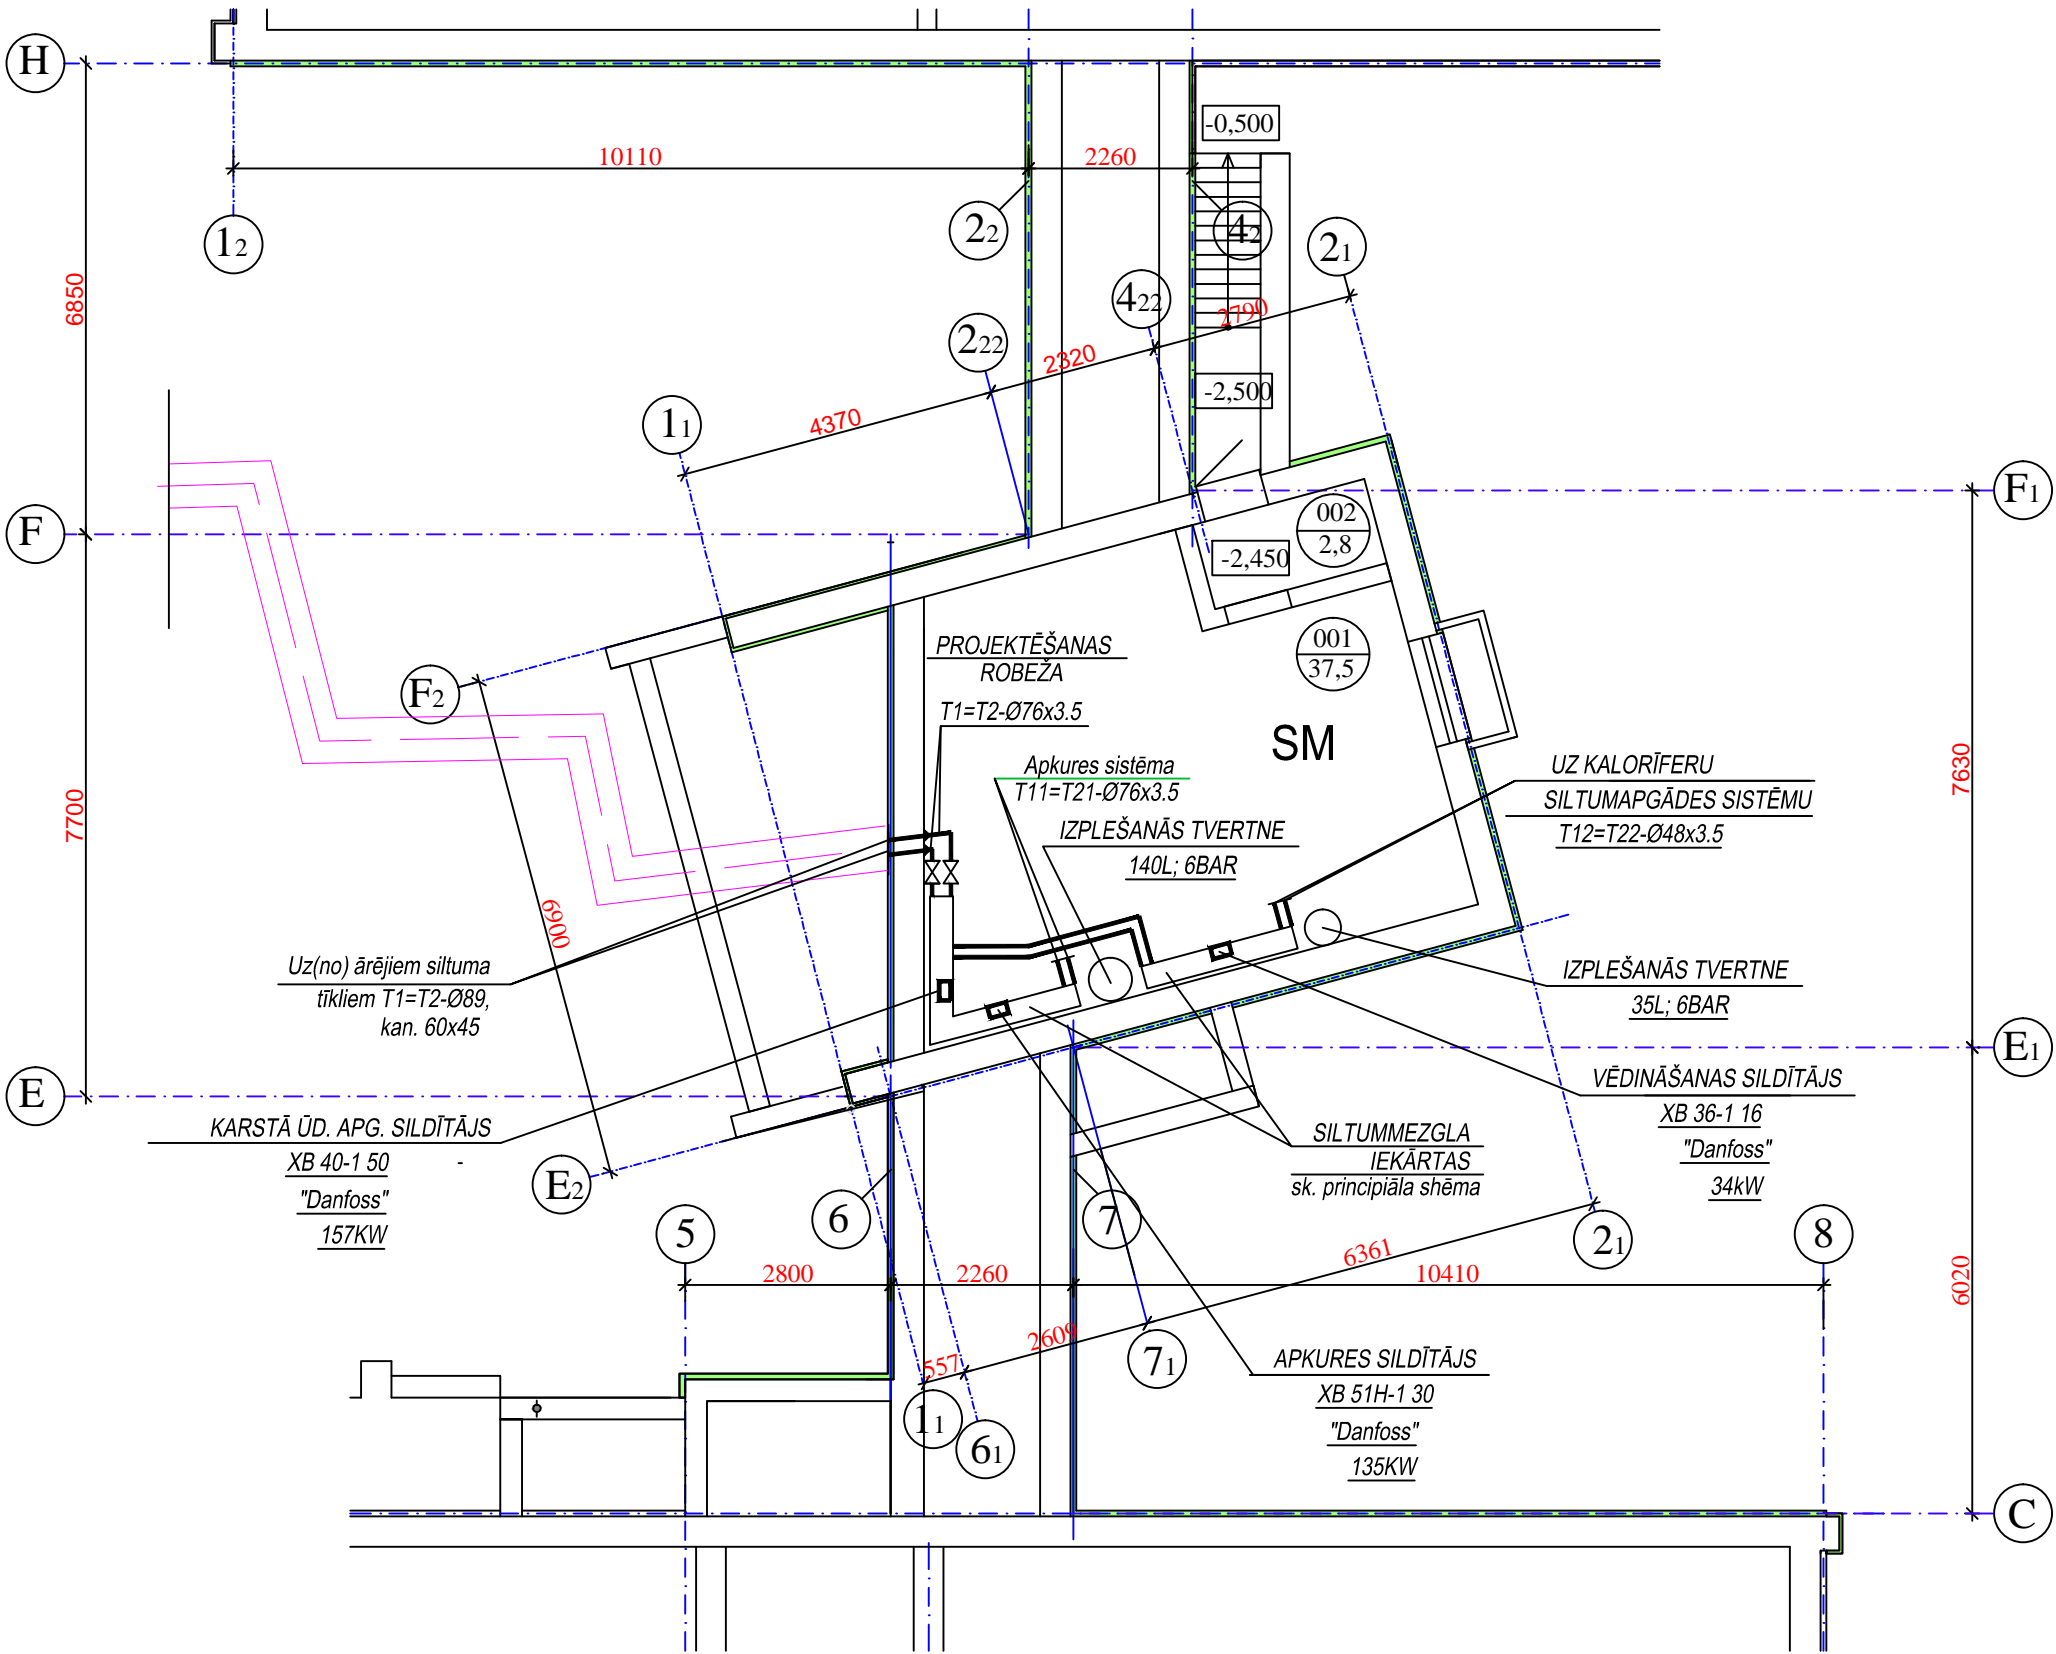 H
-0,500
10110
2260
1₂
2₂
4₂
2₁
6850
4₂₂
2790
2₂₂
2320
-2,500
1₁
4370
F
F₁
002
2,8
-2,450
001
37,5
F₂
PROJEKTĒŠANAS
ROBEŽA
T1=T2-Ø76x3.5
SM
Apkures sistēma
T11=T21-Ø76x3.5
UZ KALORĪFERU
SILTUMAPGĀDES SISTĒMU
T12=T22-Ø48x3.5
7630
7700
IZPLEŠANĀS TVERTNE
140L; 6BAR
6900
Uz(no) ārējiem siltuma
tīkliem T1=T2-Ø89,
kan. 60x45
IZPLEŠANĀS TVERTNE
35L; 6BAR
E
E₁
KARSTĀ ŪD. APG. SILDĪTĀJS
XB 40-1 50 -
"Danfoss"
157KW
VĒDINĀŠANAS SILDĪTĀJS
XB 36-1 16
"Danfoss"
34kW
SILTUMMEZGLA
IEKĀRTAS
sk. principiāla shēma
E₂
5
6
7
2₁
8
2800
2260
6361
10410
6020
557
2609
7₁
1₁
6₁
APKURES SILDĪTĀJS
XB 51H-1 30
"Danfoss"
135KW
C